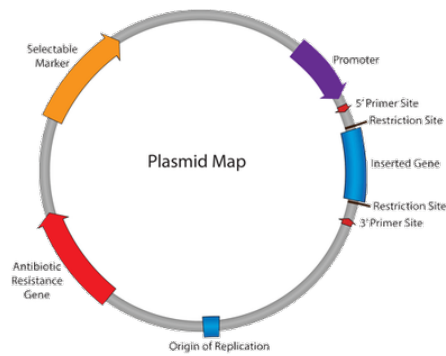 Selectable
Marker
Promoter
5' Primer Site
Restriction Site
Plasmid Map
Inserted Gene
Restriction Site
3' Primer Site
Antibiotic
Resistance
Gene
Origin of Replication